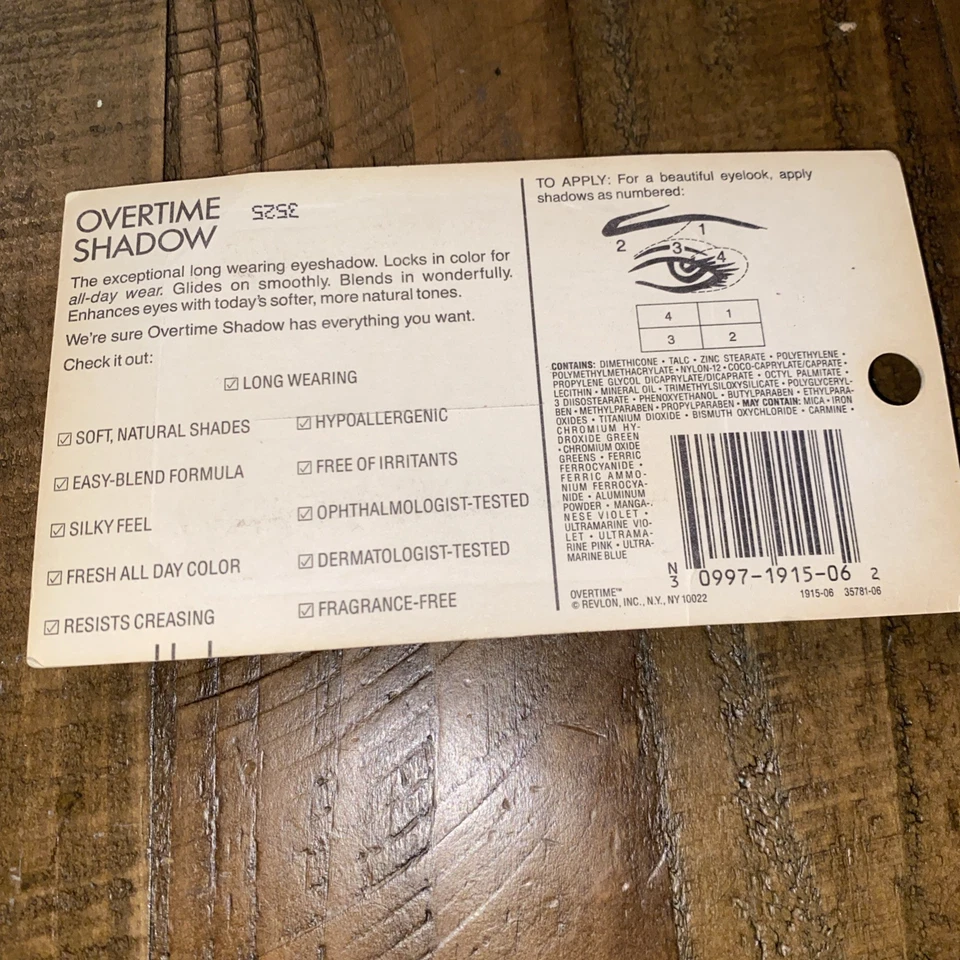 OVERTIME
SHADOW
3525
The exceptional long wearing eyeshadow. Locks in color for
all-day wear. Glides on smoothly. Blends in wonderfully.
Enhances eyes with today's softer, more natural tones.
We're sure Overtime Shadow has everything you want.
Check it out:
☑ LONG WEARING
☑ SOFT, NATURAL SHADES
☑ EASY-BLEND FORMULA
☑ SILKY FEEL
☑ FRESH ALL DAY COLOR
☑ RESISTS CREASING
☑ HYPOALLERGENIC
☑ FREE OF IRRITANTS
☑ OPHTHALMOLOGIST-TESTED
☑ DERMATOLOGIST-TESTED
☑ FRAGRANCE-FREE
TO APPLY: For a beautiful eyelook, apply
shadows as numbered:
1
2
3
4
4 1
3 2
CONTAINS: DIMETHICONE • TALC • ZINC STEARATE • POLYETHYLENE •
POLYMETHYLMETHACRYLATE • NYLON-12 • COCO-CAPRYLATE/CAPRATE •
PROPYLENE GLYCOL DICAPRYLATE/DICAPRATE • OCTYL PALMITATE •
LECITHIN • MINERAL OIL • TRIMETHYLSILOXYSILICATE • POLYGLYCERYL-
3 DIISOSTEARATE • PHENOXYETHANOL • BUTYLPARABEN • ETHYLPARA-
BEN • METHYLPARABEN • PROPYLPARABEN • MAY CONTAIN: MICA • IRON
OXIDES • TITANIUM DIOXIDE • BISMUTH OXYCHLORIDE • CARMINE •
CHROMIUM HY-
DROXIDE GREEN
• CHROMIUM OXIDE
GREENS • FERRIC
FERROCYANIDE •
FERRIC AMMO-
NIUM FERROCYA-
NIDE • ALUMINUM
POWDER • MANGA-
NESE VIOLET •
ULTRAMARINE VIO-
LET • ULTRAMA-
RINE PINK • ULTRA-
MARINE BLUE
N
3 0997-1915-06 2
1915-06 35781-06
OVERTIME™
© REVLON, INC., N.Y., NY 10022